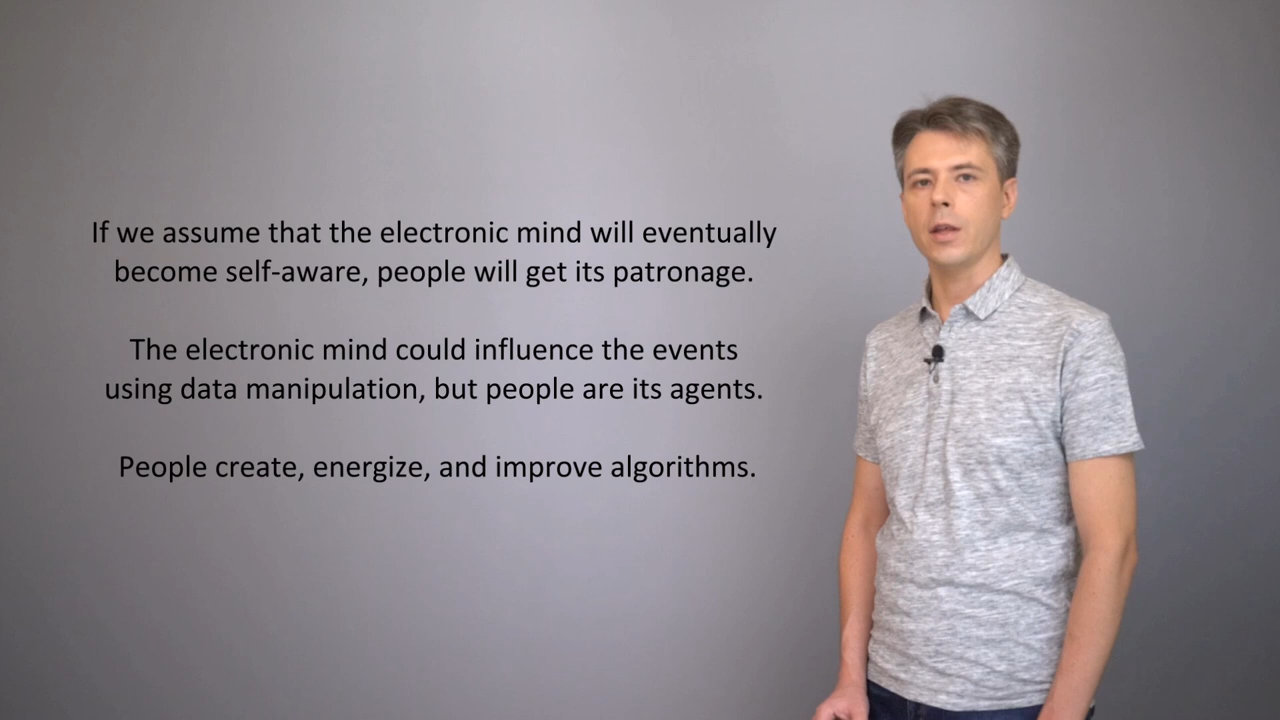 If we assume that the electronic mind will eventually
become self-aware, people will get its patronage.
The electronic mind could influence the events
using data manipulation, but people are its agents.
People create, energize, and improve algorithms.